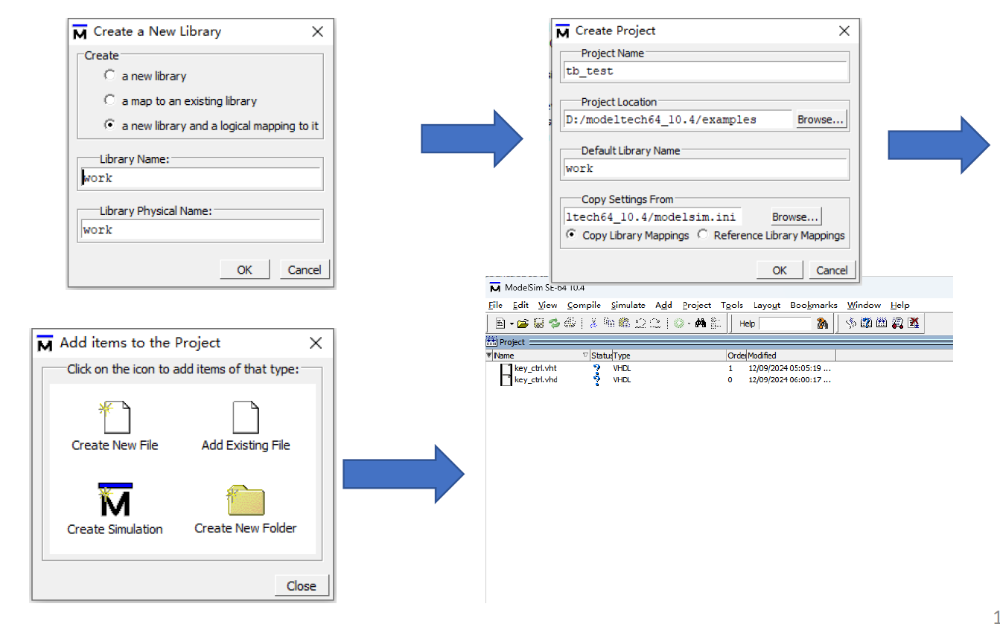 Create a New Library
Create
a new library
a map to an existing library
a new library and a logical mapping to it
Library Name:
work
Library Physical Name:
work
OK Cancel
Create Project
Project Name
tb_test
Project Location
D:/modeltech64_10.4/examples Browse...
Default Library Name
work
Copy Settings From
ltech64_10.4/modelsim.ini Browse...
Copy Library Mappings Reference Library Mappings
OK Cancel
Add items to the Project
Click on the icon to add items of that type:
Create New File Add Existing File
Create Simulation Create New Folder
Close
ModelSim SE-64 10.4
File Edit View Compile Simulate Add Project Tools Layout Bookmarks Window Help
Help
Project
Name Status Type Order Modified
key_ctrl.vht ? VHDL 1 12/09/2024 05:05:19 ...
key_ctrl.vhd ? VHDL 0 12/09/2024 06:00:17 ...
1